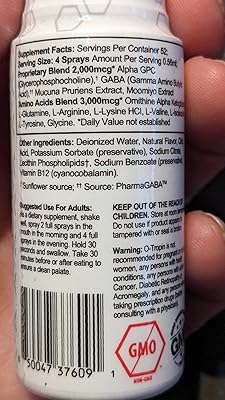 Supplement Facts: Servings Per Container 52;
Serving Size: 4 Sprays Amount Per Serving 0.56ml
Proprietary Blend 2,000mcg* Alpha GPC
(Glycerophosphocholine),† GABA (Gamma Amino Butyric
Acid),†† Mucuna Pruriens Extract, Moomiyo Extract
Amino Acids Blend 3,000mcg* Ornithine Alpha
L-Glutamine, L-Arginine, L-Lysine HCl, L-Valine,
L-Tyrosine, Glycine. *Daily Value not established
Other Ingredients: Deionized Water, Natural Flavor,
Acid, Potassium Sorbate (preservative), Sodium Citrate,
Lecithin Phospholipids†, Sodium Benzoate (preservative),
Vitamin B12 (cyanocobalamin).
† Sunflower source; †† Source: PharmaGABA™
Suggested Use For Adults:
As a dietary supplement, shake
well, spray 2 full sprays in the
mouth in the morning and 4 full
sprays in the evening. Hold 30
seconds and swallow. Take 30
minutes before or after eating to
ensure a clean palate.
KEEP OUT OF THE REACH OF
CHILDREN. Store at room
Do not use if product appears
tampered with or seal is
Warning: O-Tropin is not
recommended for pregnant
women, any persons with
women, any persons with
Cancer, Diabetic
Acromegaly, and any persons
taking prescription drugs
consulting with a physician.
GMO
NON-GMO
50047 37609 1